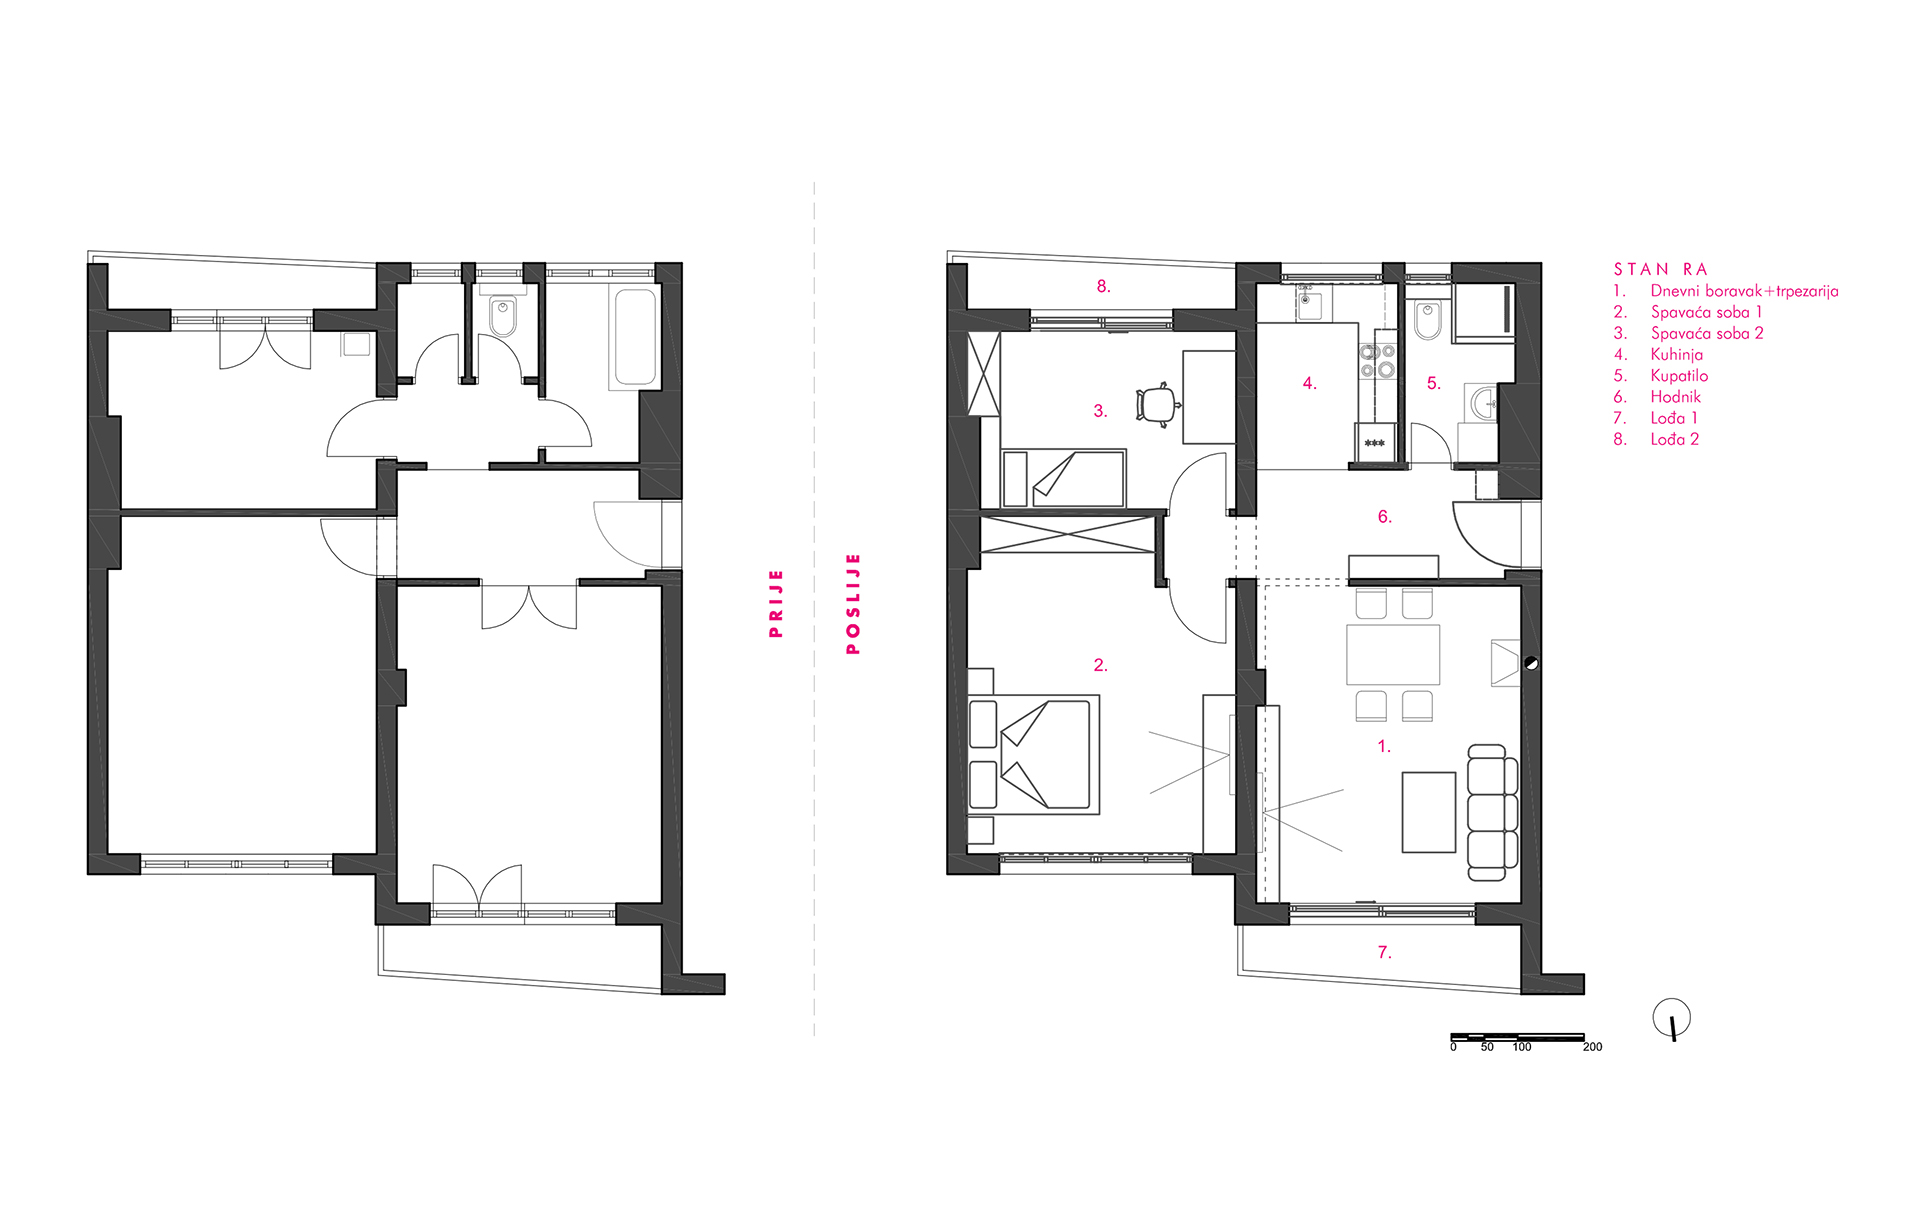 PRIJE
POSLIJE
8.
3.
4.
5.
***
6.
2.
1.
7.
STAN RA
1. Dnevni boravak+trpezarija
2. Spavaća soba 1
3. Spavaća soba 2
4. Kuhinja
5. Kupatilo
6. Hodnik
7. Lođa 1
8. Lođa 2
0 50 100 200